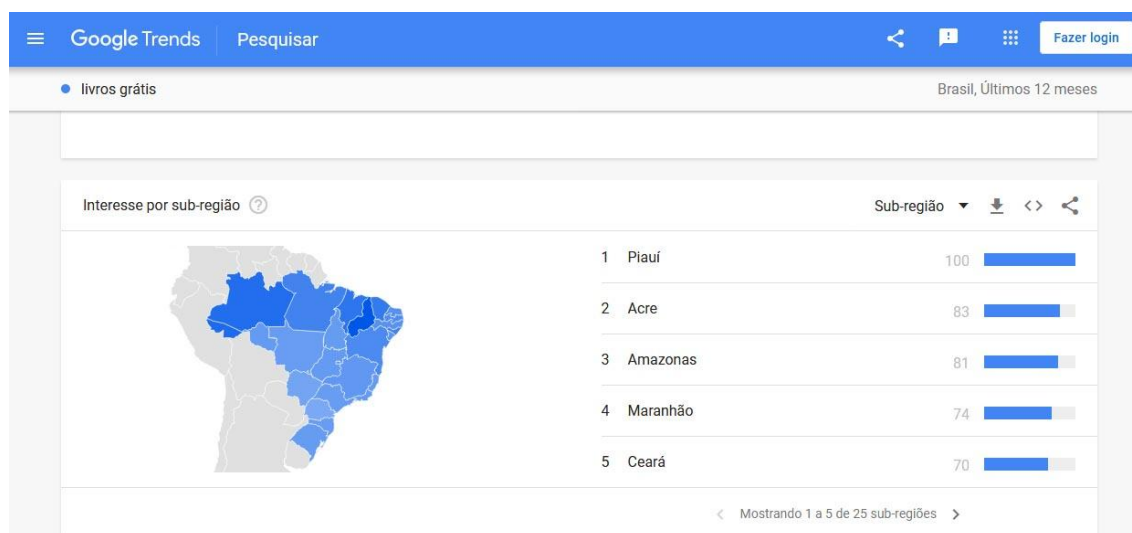 Google Trends Pesquisar Fazer login
livros grátis Brasil, Últimos 12 meses
Interesse por sub-região ? Sub-região
1 Piauí 100
2 Acre 83
3 Amazonas 81
4 Maranhão 74
5 Ceará 70
Mostrando 1 a 5 de 25 sub-regiões